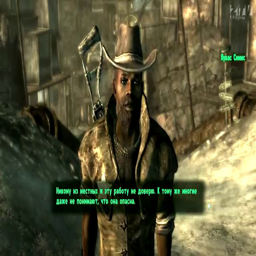 Лукас Симмс
Никому из местных я эту работу не доверю. К тому же многие
даже не понимают, что она опасна.